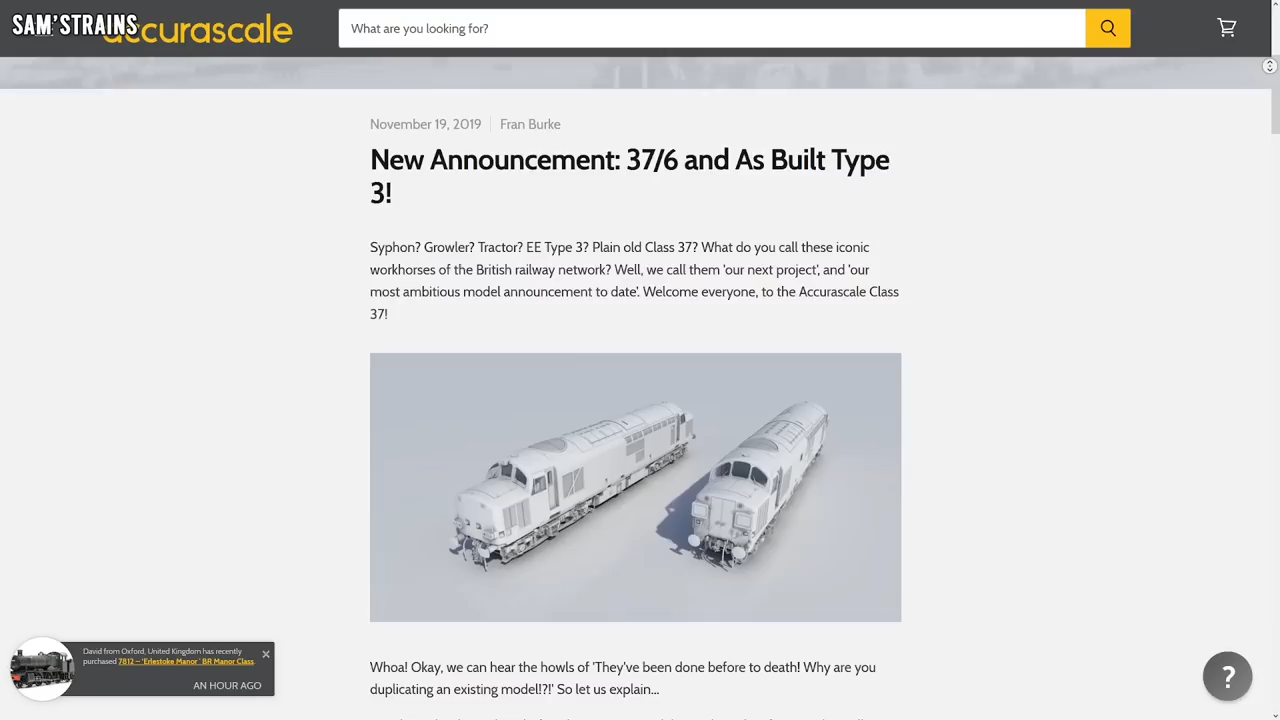 SAM'STRAINS
accurascale
What are you looking for?
November 19, 2019 Fran Burke
New Announcement: 37/6 and As Built Type
3!
Syphon? Growler? Tractor? EE Type 3? Plain old Class 37? What do you call these iconic
workhorses of the British railway network? Well, we call them 'our next project', and 'our
most ambitious model announcement to date'. Welcome everyone, to the Accurascale Class
37!
Whoa! Okay, we can hear the howls of 'They've been done before to death! Why are you
duplicating an existing model!?!' So let us explain...
David from Oxford, United Kingdom has recently
purchased 7812 – 'Erlestoke Manor' BR Manor Class.
AN HOUR AGO
?